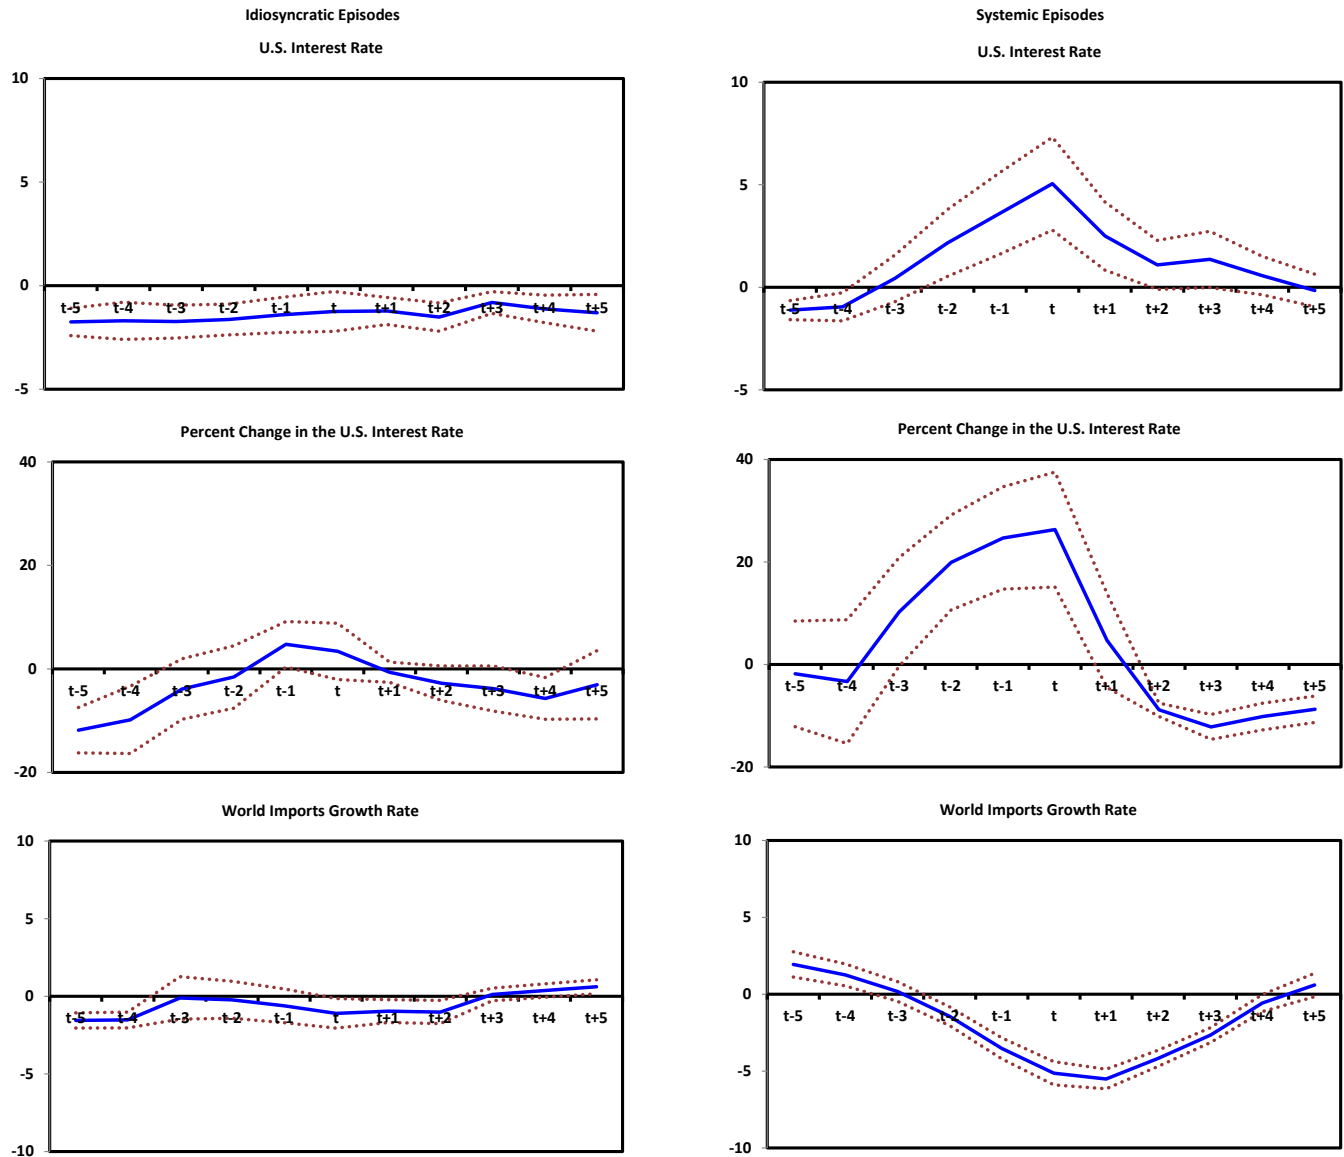 Idiosyncratic Episodes
U.S. Interest Rate
10
5
0
-5
t-5 t-4 t-3 t-2 t-1 t t+1 t+2 t+3 t+4 t+5
Systemic Episodes
U.S. Interest Rate
10
5
0
-5
t-5 t-4 t-3 t-2 t-1 t t+1 t+2 t+3 t+4 t+5
Percent Change in the U.S. Interest Rate
40
20
0
-20
t-5 t-4 t-3 t-2 t-1 t t+1 t+2 t+3 t+4 t+5
Percent Change in the U.S. Interest Rate
40
20
0
-20
t-5 t-4 t-3 t-2 t-1 t t+1 t+2 t+3 t+4 t+5
World Imports Growth Rate
10
5
0
-5
-10
t-5 t-4 t-3 t-2 t-1 t t+1 t+2 t+3 t+4 t+5
World Imports Growth Rate
10
5
0
-5
-10
t-5 t-4 t-3 t-2 t-1 t t+1 t+2 t+3 t+4 t+5